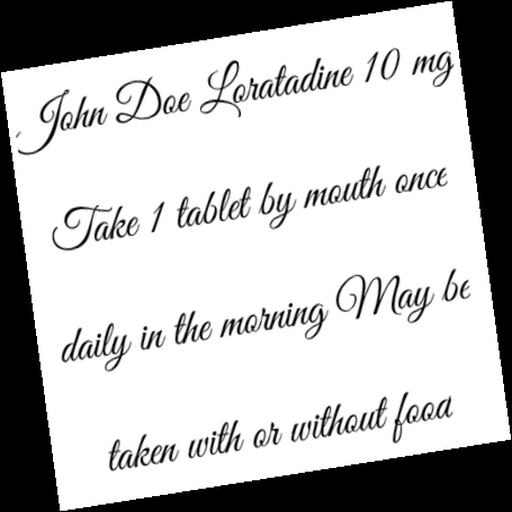 John Doe Loratadine 10 mg
Take 1 tablet by mouth once
daily in the morning May be
taken with or without food